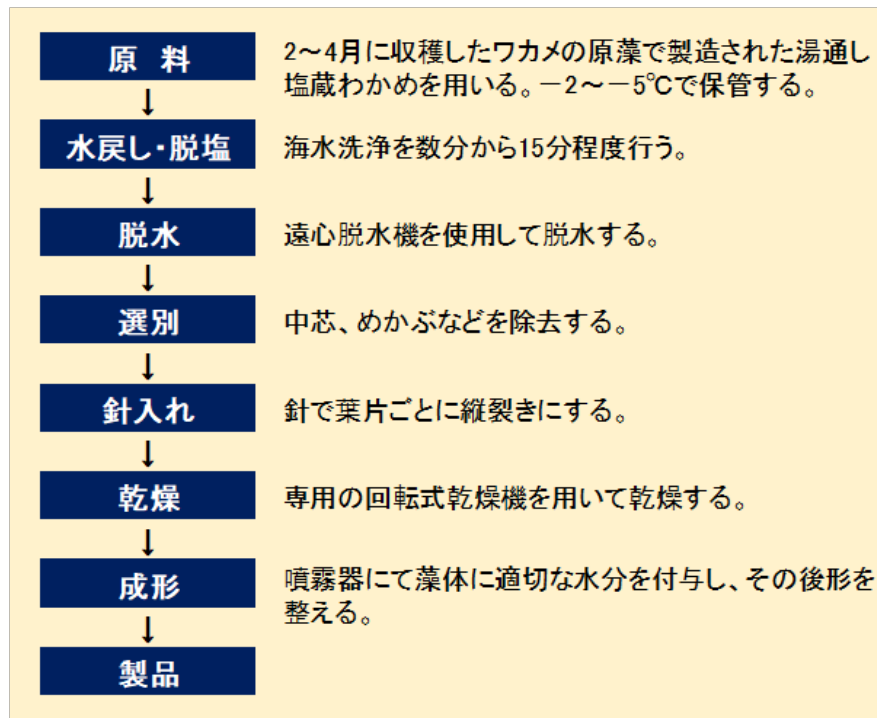 原 料
2～4月に収穫したワカメの原藻で製造された湯通し
塩蔵わかめを用いる。－2～－5℃で保管する。
↓
水戻し・脱塩
海水洗浄を数分から15分程度行う。
↓
脱水
遠心脱水機を使用して脱水する。
↓
選別
中芯、めかぶなどを除去する。
↓
針入れ
針で葉片ごとに縦裂きにする。
↓
乾燥
専用の回転式乾燥機を用いて乾燥する。
↓
成形
噴霧器にて藻体に適切な水分を付与し、その後形を
整える。
↓
製品